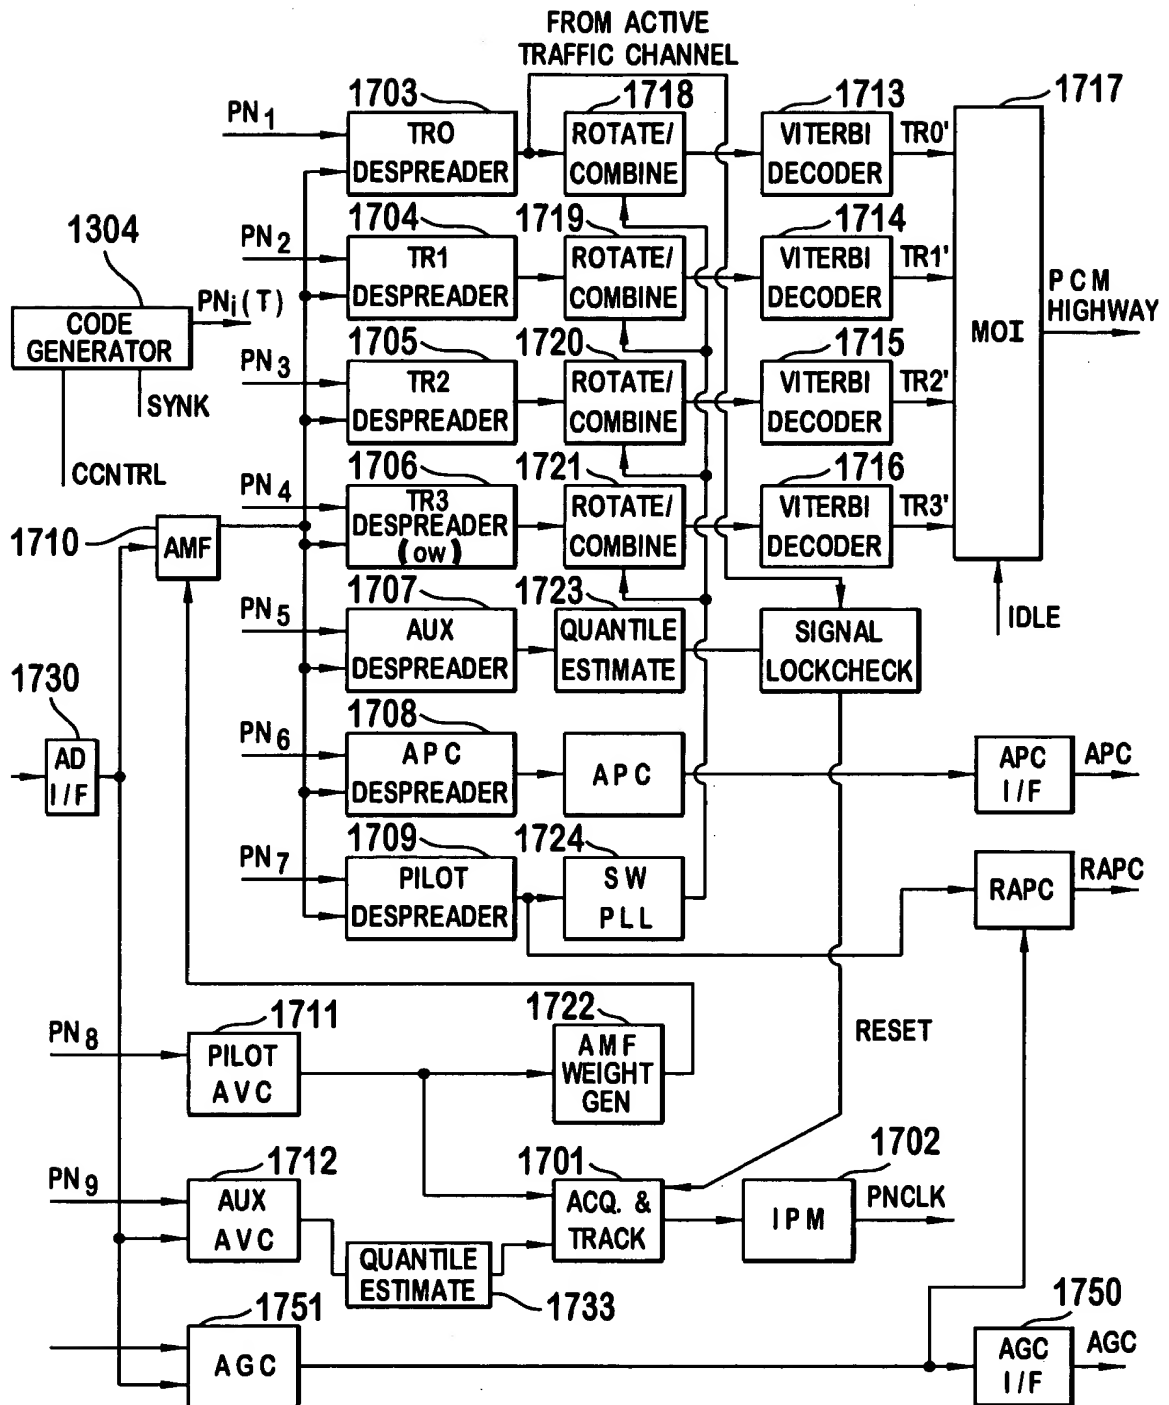 FROM ACTIVE
TRAFFIC CHANNEL
1703
1718
1713
1717
PN1
TRO
DESPREADER
ROTATE/
COMBINE
VITERBI
DECODER
TR0'
1304
1704
1719
1714
PN2
TR1
DESPREADER
ROTATE/
COMBINE
VITERBI
DECODER
TR1'
PCM
HIGHWAY
MOI
CODE
GENERATOR
PNi(T)
SYNK
CCNTRL
1705
1720
1715
PN3
TR2
DESPREADER
ROTATE/
COMBINE
VITERBI
DECODER
TR2'
1706
1721
1716
PN4
TR3
DESPREADER
(OW)
ROTATE/
COMBINE
VITERBI
DECODER
TR3'
1710
AMF
IDLE
1707
1723
PN5
AUX
DESPREADER
QUANTILE
ESTIMATE
SIGNAL
LOCKCHECK
1730
AD
I/F
1708
PN6
APC
DESPREADER
APC
APC
I/F
APC
1709
1724
PN7
PILOT
DESPREADER
SW
PLL
RAPC
RAPC
1711
1722
PN8
PILOT
AVC
AMF
WEIGHT
GEN
RESET
1712
1701
1702
PN9
AUX
AVC
QUANTILE
ESTIMATE
1733
ACQ. &
TRACK
IPM
PNCLK
1751
1750
AGC
AGC
I/F
AGC